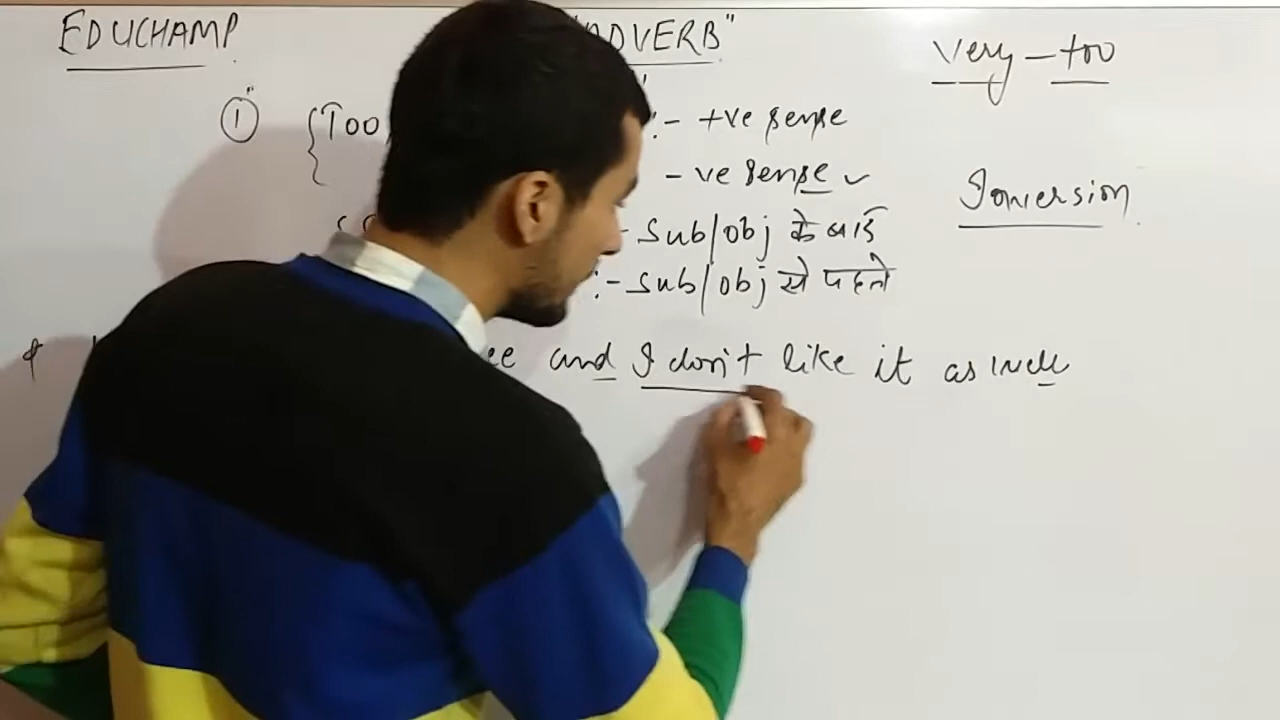 EDUCHAMP "ADVERB" Very - too
① {Too :- +ve sense
-ve sense ✓
Inversion
- Sub/obj के बाद
:- Sub/obj से पहले
and I don't like it as well